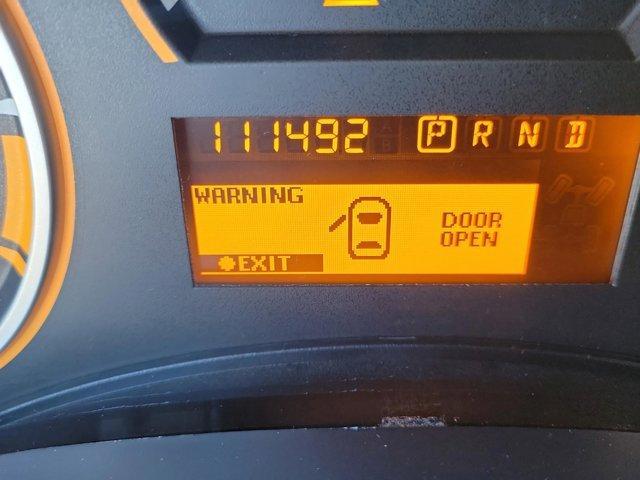 111492 P R N D
WARNING
DOOR
OPEN
EXIT